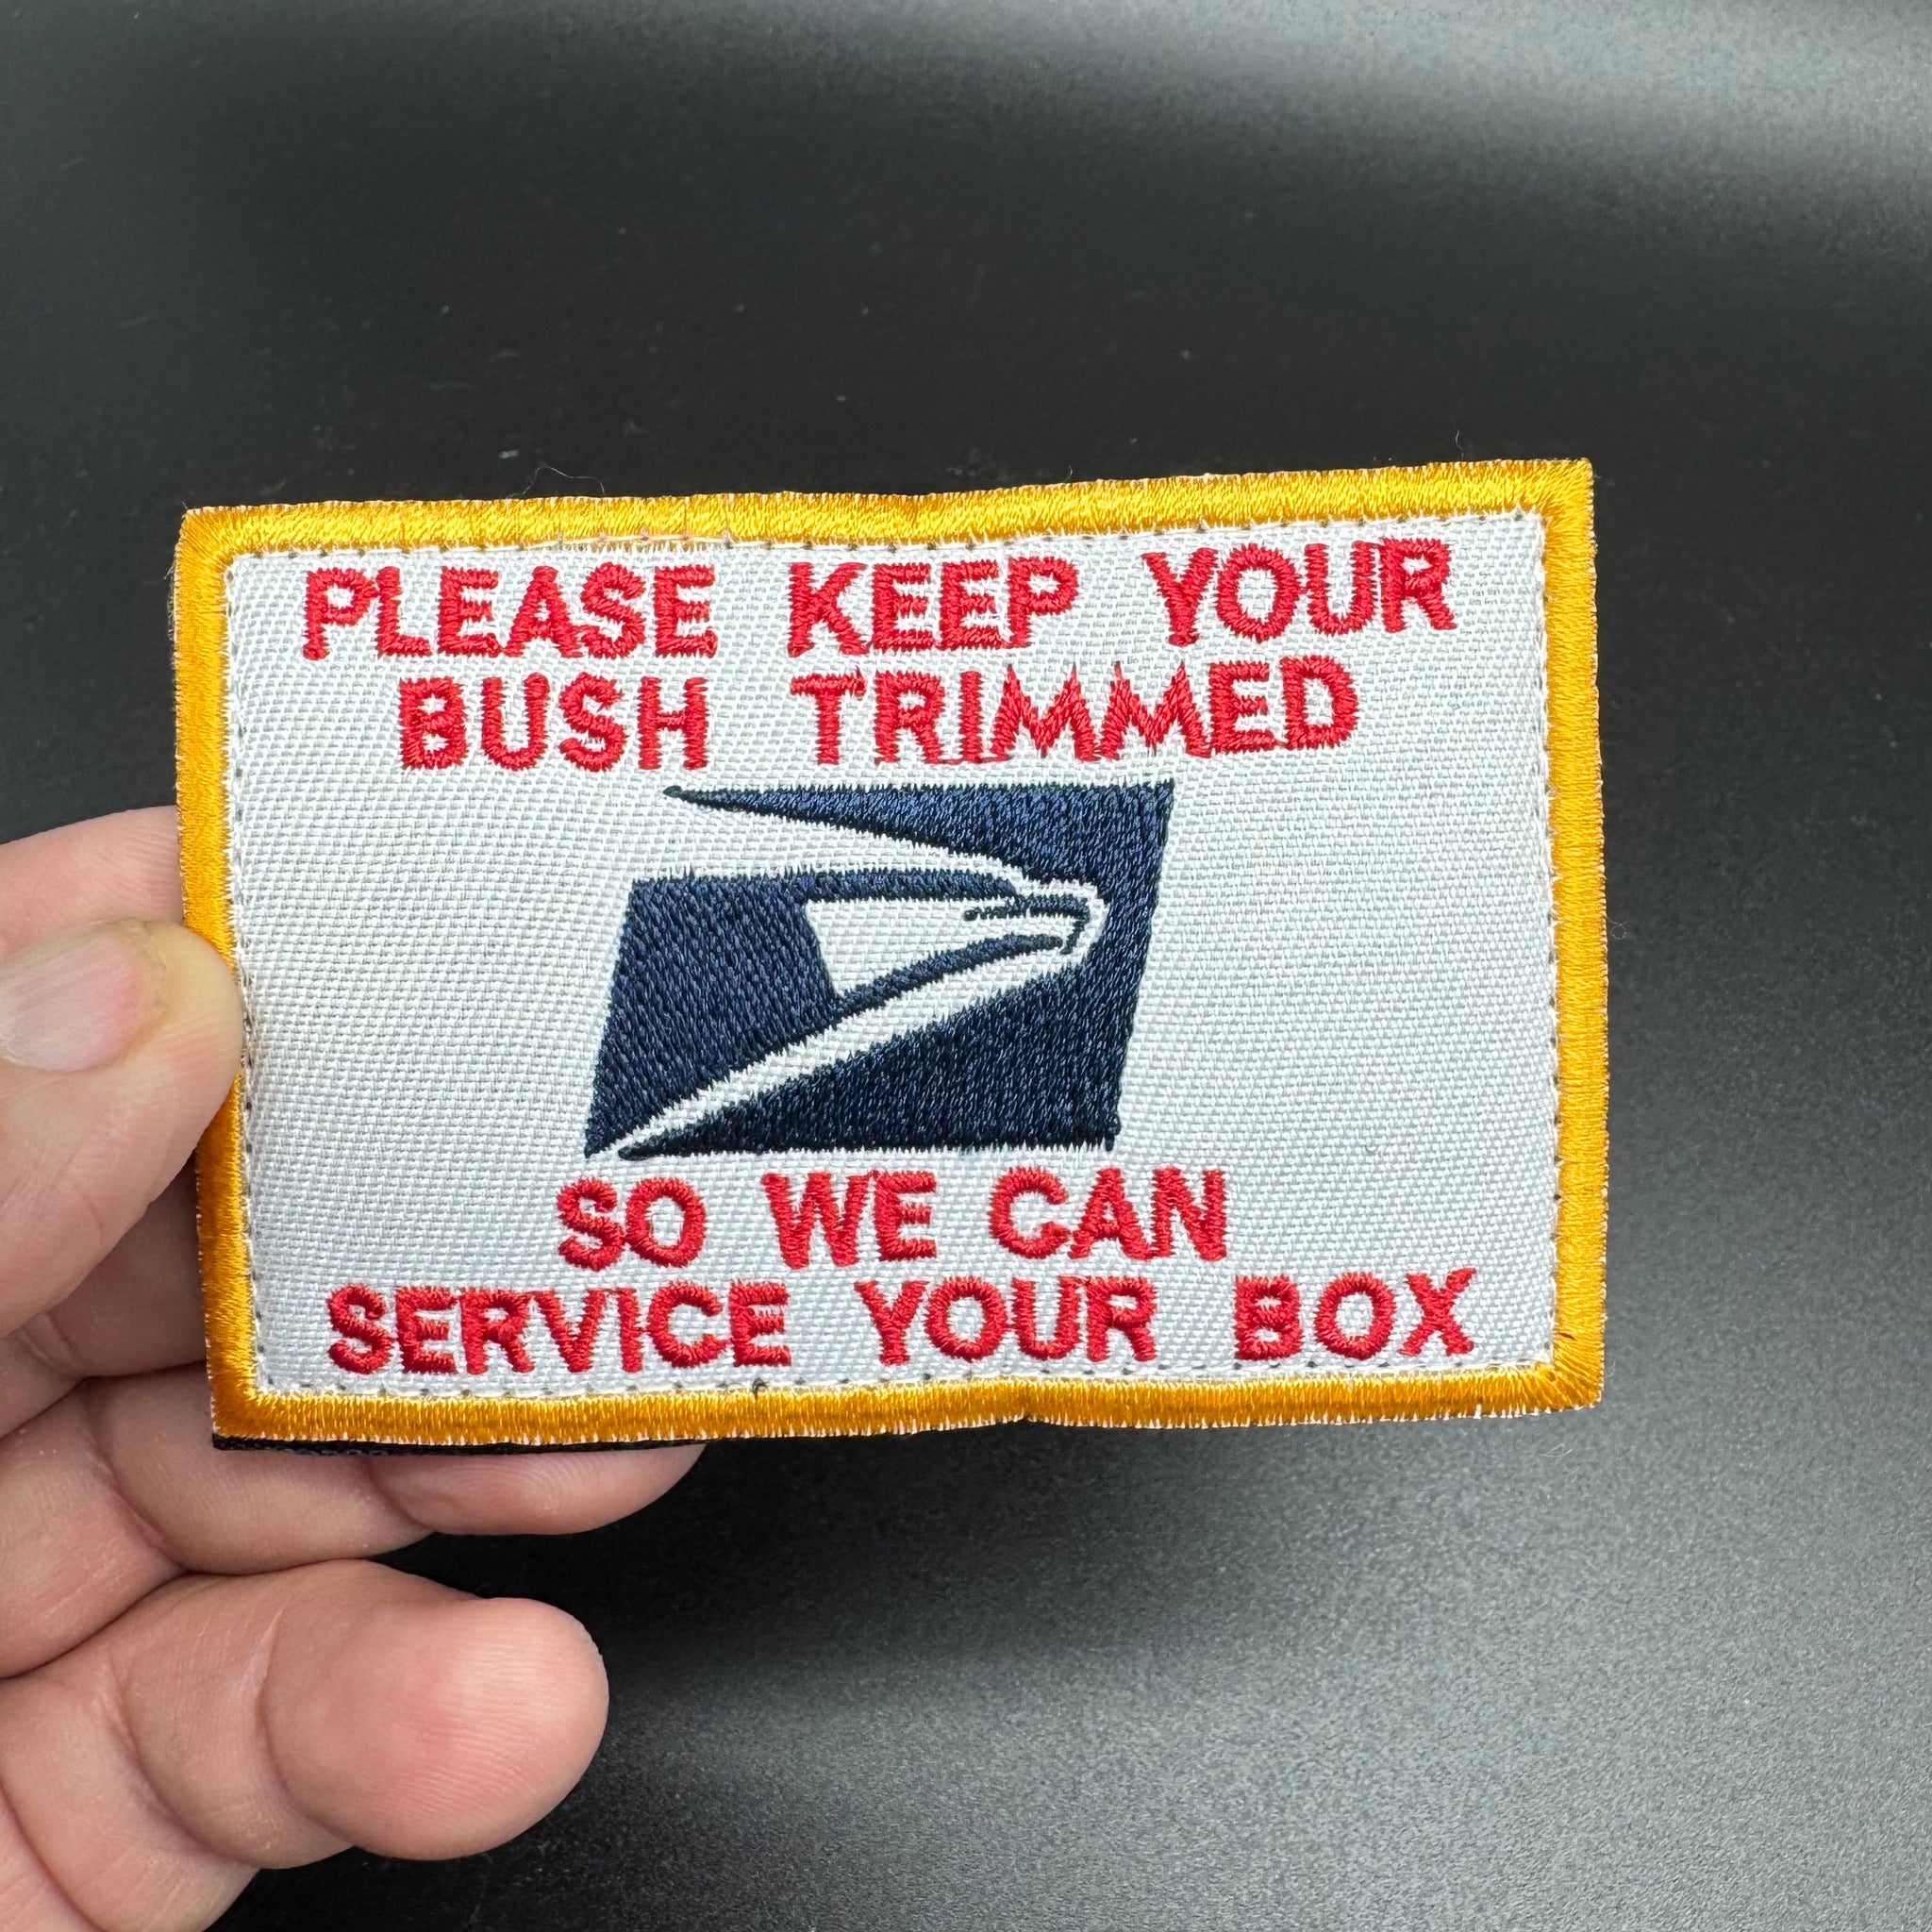 PLEASE KEEP YOUR
BUSH TRIMMED
SO WE CAN
SERVICE YOUR BOX